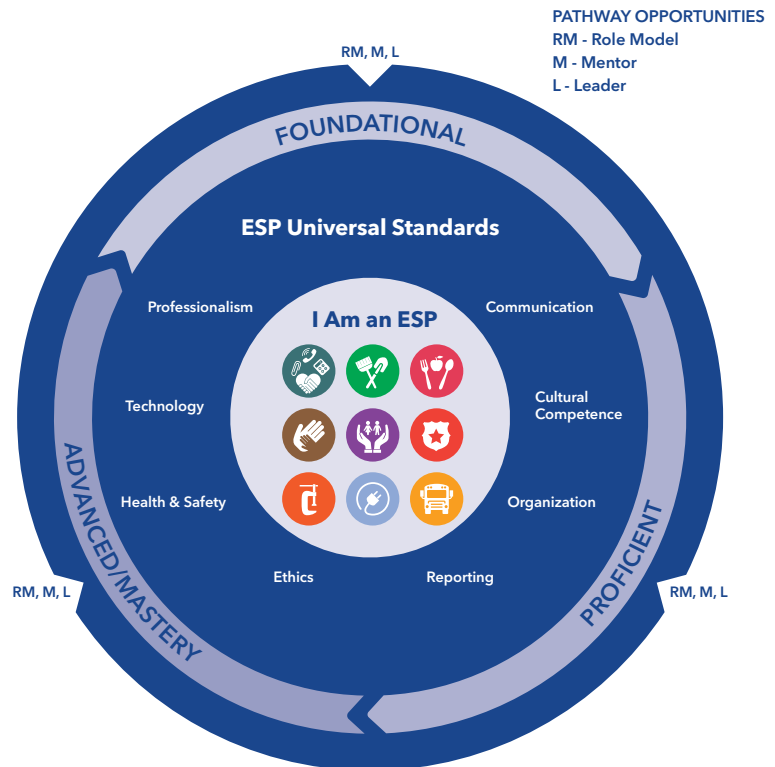 PATHWAY OPPORTUNITIES
RM - Role Model
M - Mentor
L - Leader
RM, M, L
FOUNDATIONAL
ESP Universal Standards
Professionalism
Communication
I Am an ESP
Technology
Cultural
Competence
Health & Safety
Organization
Ethics
Reporting
ADVANCED/MASTERY
PROFICIENT
RM, M, L
RM, M, L